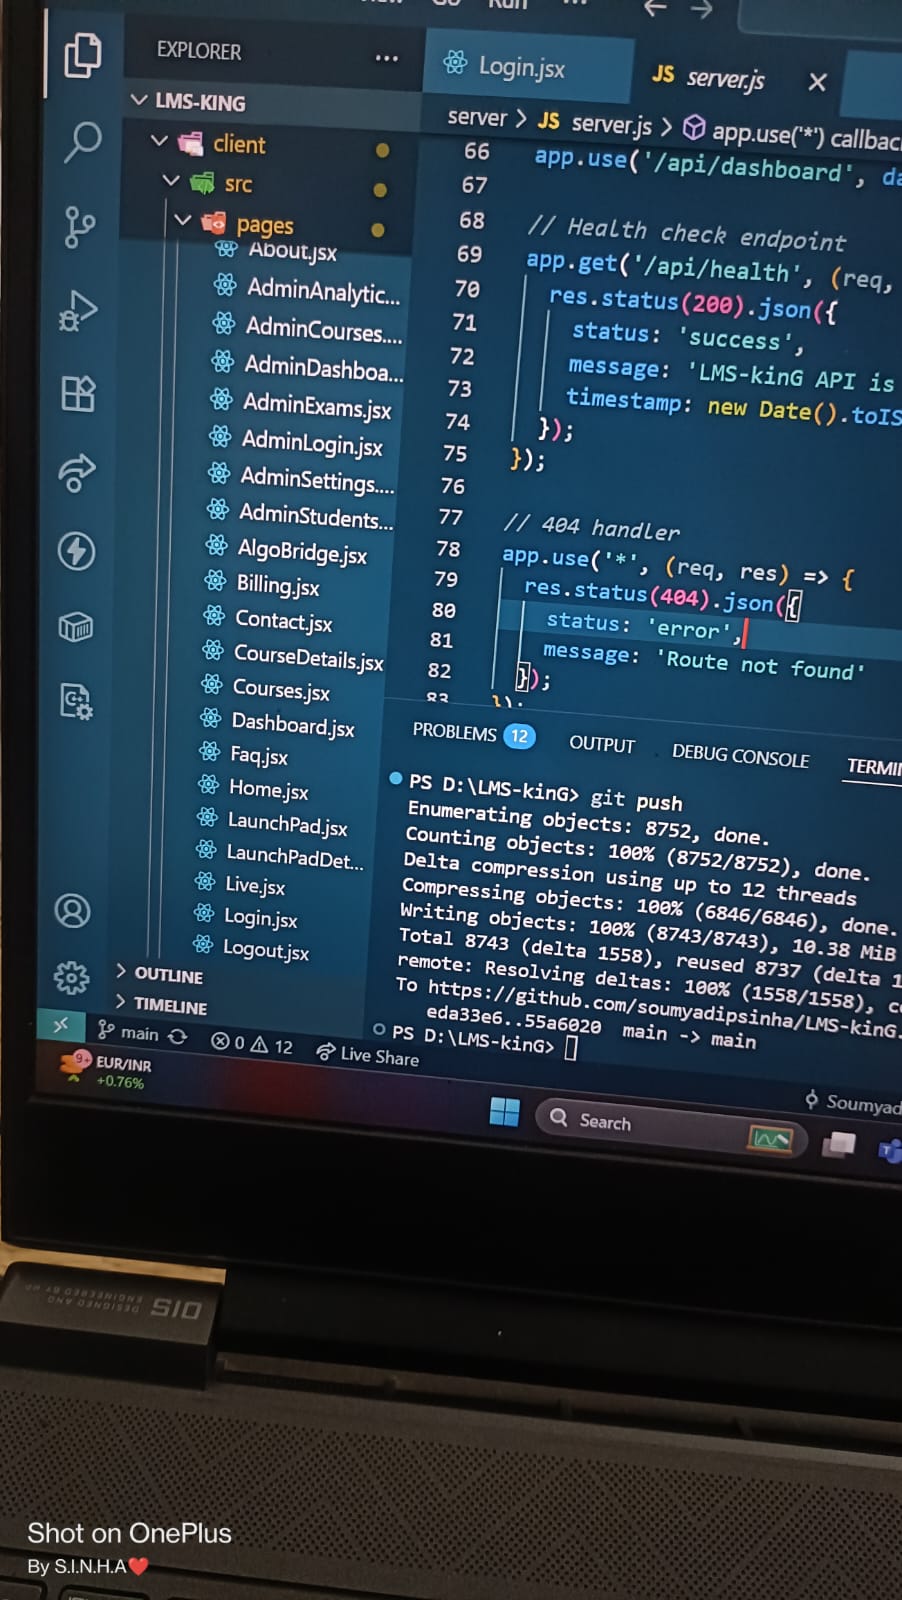 Go Run ...
EXPLORER ...
LMS-KING
client
src
pages
About.jsx
AdminAnalytic...
AdminCourses....
AdminDashboa...
AdminExams.jsx
AdminLogin.jsx
AdminSettings....
AdminStudents...
AlgoBridge.jsx
Billing.jsx
Contact.jsx
CourseDetails.jsx
Courses.jsx
Dashboard.jsx
Faq.jsx
Home.jsx
LaunchPad.jsx
LaunchPadDet...
Live.jsx
Login.jsx
Logout.jsx
OUTLINE
TIMELINE
Login.jsx JS server.js
server > JS server.js > app.use('*') callbac
66 app.use('/api/dashboard', da
67
68 // Health check endpoint
69 app.get('/api/health', (req,
70 res.status(200).json({
71 status: 'success',
72 message: 'LMS-kinG API is
73 timestamp: new Date().toIS
74 });
75 });
76
77 // 404 handler
78 app.use('*', (req, res) => {
79 res.status(404).json({
80 status: 'error',
81 message: 'Route not found'
82 });
83 });
PROBLEMS 12 OUTPUT DEBUG CONSOLE TERMI
PS D:\LMS-kinG> git push
Enumerating objects: 8752, done.
Counting objects: 100% (8752/8752), done.
Delta compression using up to 12 threads
Compressing objects: 100% (6846/6846), done.
Writing objects: 100% (8743/8743), 10.38 MiB
Total 8743 (delta 1558), reused 8737 (delta 1
remote: Resolving deltas: 100% (1558/1558), c
To https://github.com/soumyadipsinha/LMS-kinG.
eda33e6..55a6020 main -> main
PS D:\LMS-kinG>
main 0 12 Live Share
Soumyad
9+ EUR/INR
+0.76%
Search
DESIGNED AND
ENGINEERED BY HP
SIO
Shot on OnePlus
By S.I.N.H.A❤️